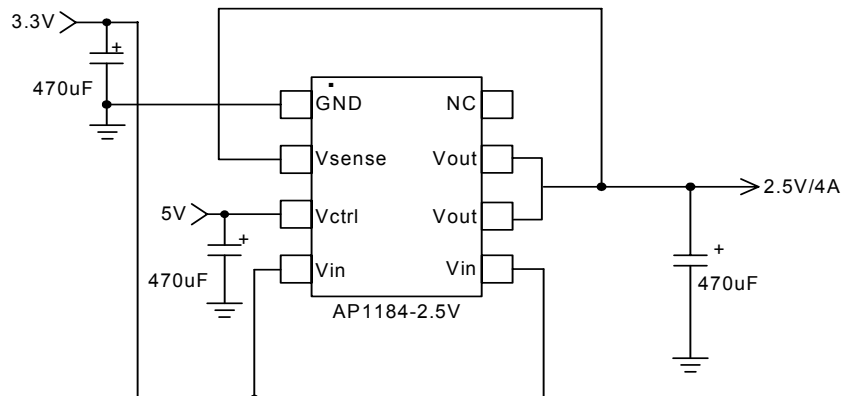 3.3V
+
470uF
GND
NC
Vsense
Vout
5V
Vctrl
Vout
2.5V/4A
+
470uF
Vin
Vin
+
470uF
AP1184-2.5V